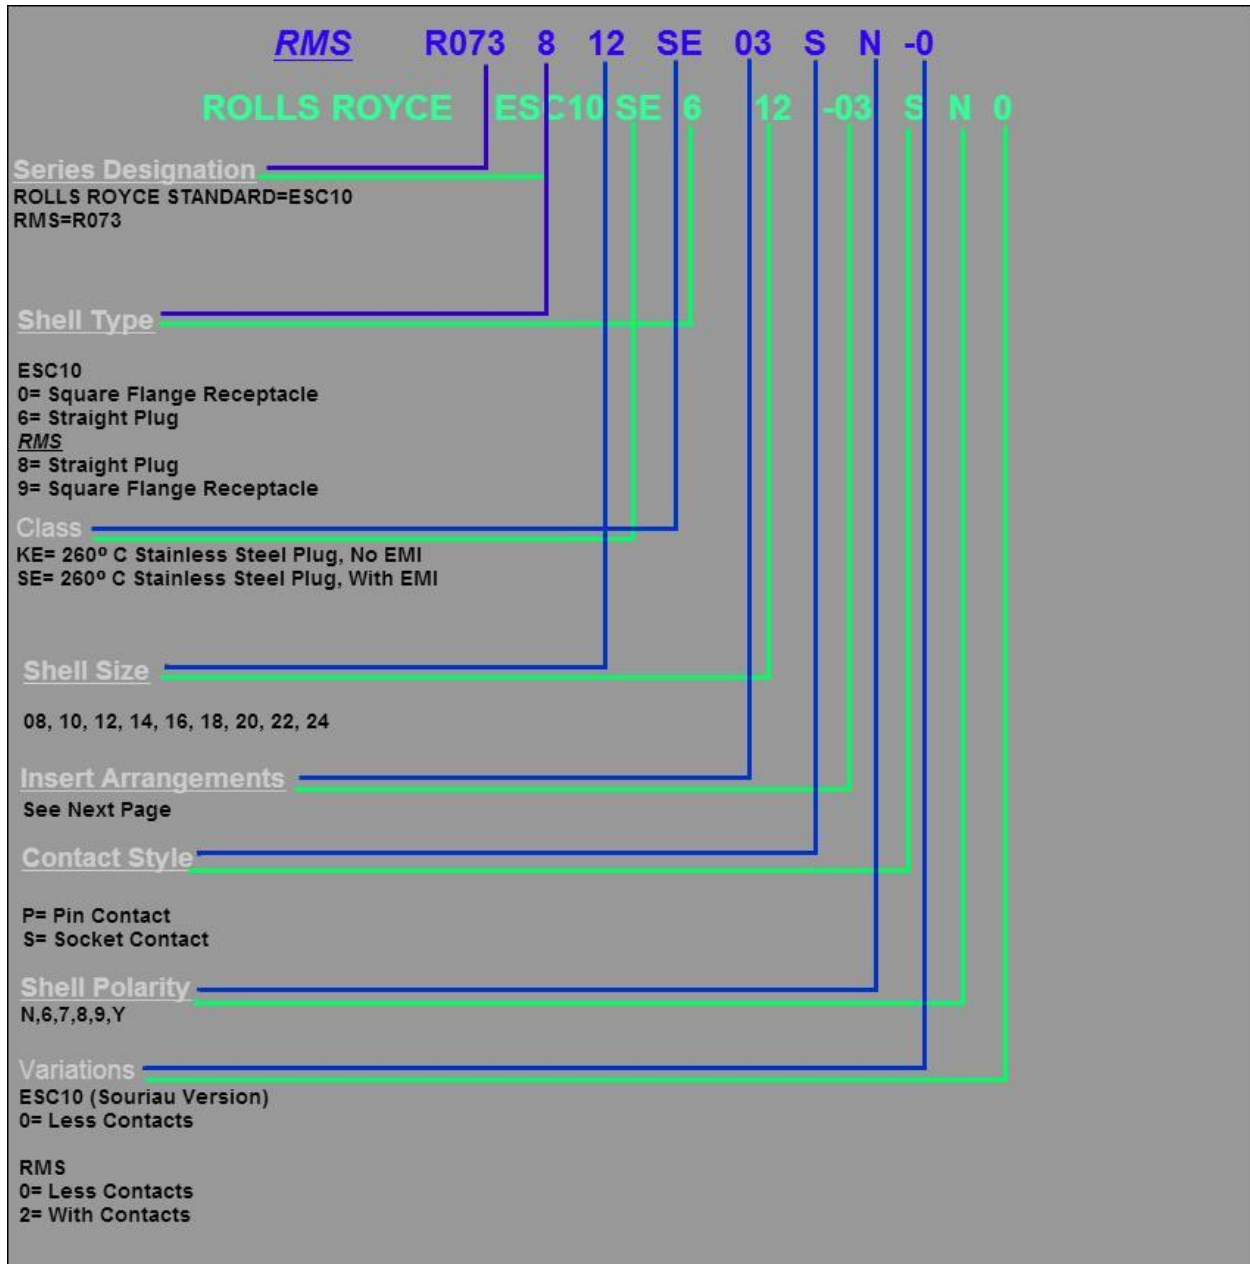 RMS R073 8 12 SE 03 S N -0
ROLLS ROYCE ESC10 SE 6 12 -03 S N 0
Series Designation
ROLLS ROYCE STANDARD=ESC10
RMS=R073
Shell Type
ESC10
0= Square Flange Receptacle
6= Straight Plug
RMS
8= Straight Plug
9= Square Flange Receptacle
Class
KE= 260º C Stainless Steel Plug, No EMI
SE= 260º C Stainless Steel Plug, With EMI
Shell Size
08, 10, 12, 14, 16, 18, 20, 22, 24
Insert Arrangements
See Next Page
Contact Style
P= Pin Contact
S= Socket Contact
Shell Polarity
N,6,7,8,9,Y
Variations
ESC10 (Souriau Version)
0= Less Contacts
RMS
0= Less Contacts
2= With Contacts